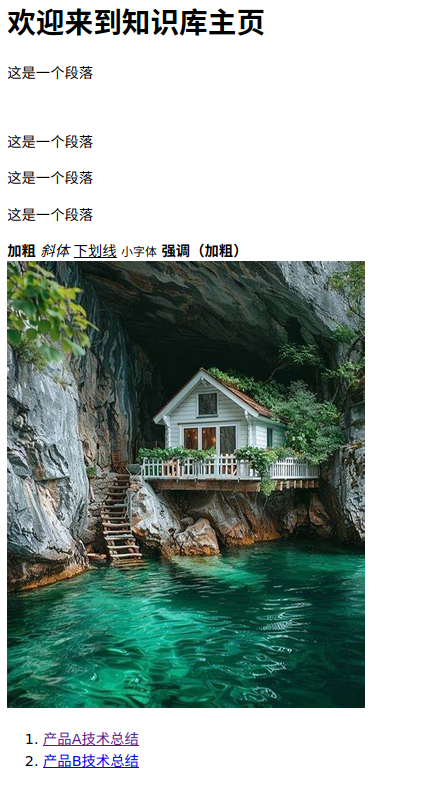 欢迎来到知识库主页
这是一个段落
这是一个段落
这是一个段落
这是一个段落
加粗 斜体 下划线 小字体 强调（加粗）
1. 产品A技术总结
2. 产品B技术总结